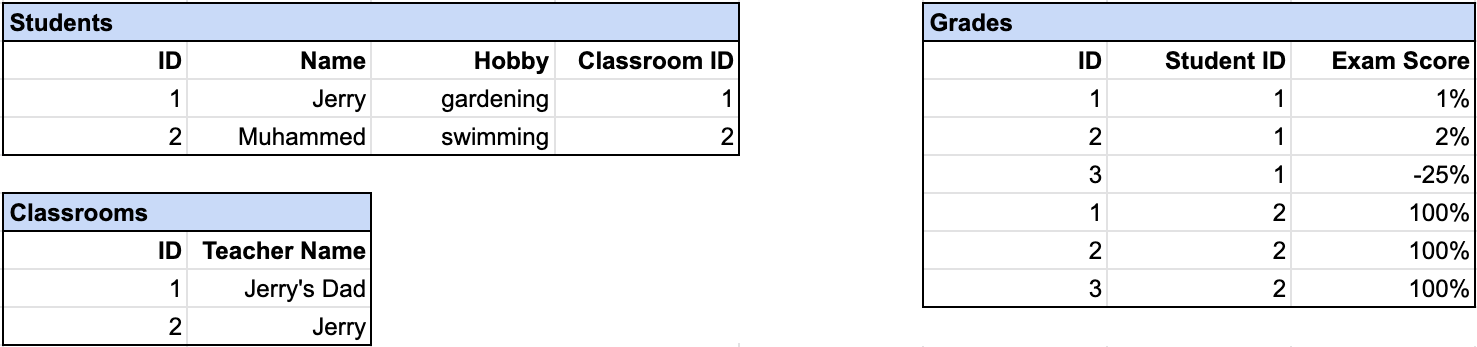 Students
ID Name Hobby Classroom ID
1 Jerry gardening 1
2 Muhammed swimming 2
Classrooms
ID Teacher Name
1 Jerry's Dad
2 Jerry
Grades
ID Student ID Exam Score
1 1 1%
2 1 2%
3 1 -25%
1 2 100%
2 2 100%
3 2 100%